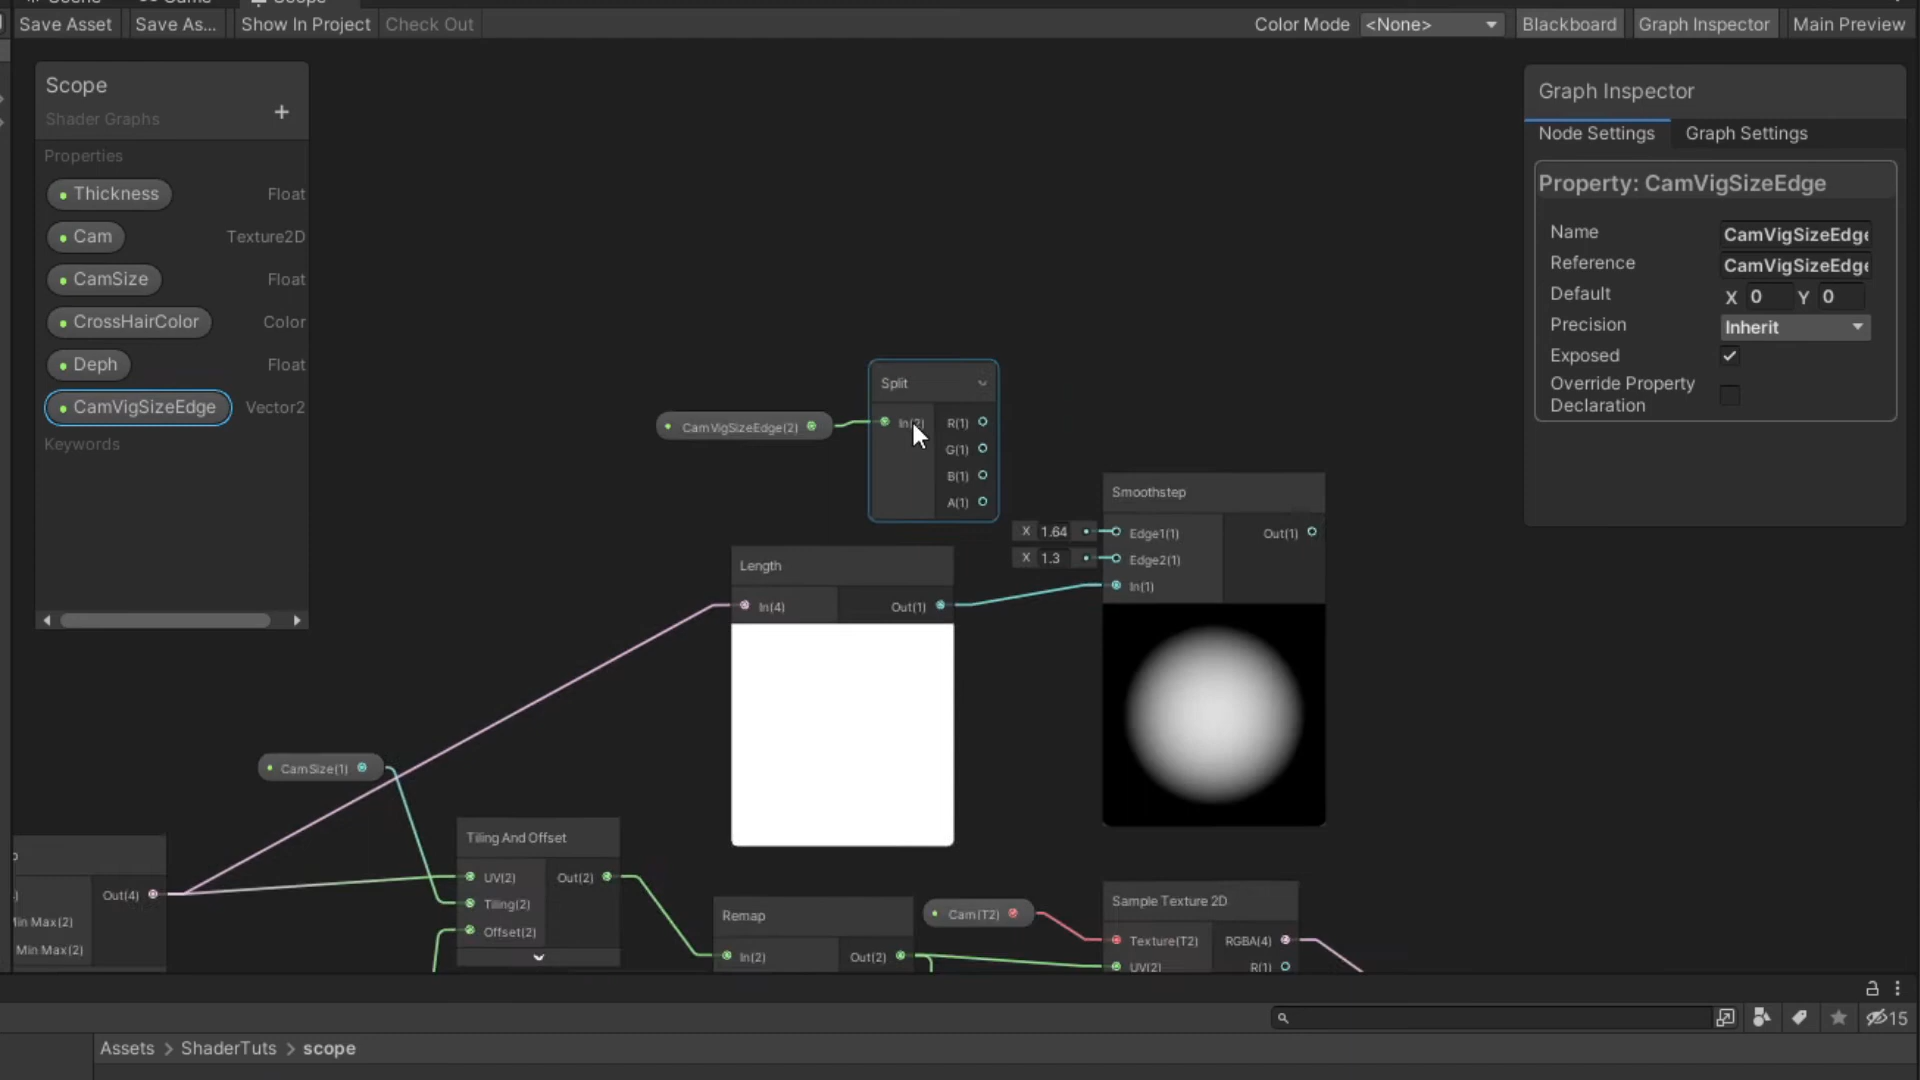 Save Asset Save As... Show In Project Check Out Color Mode <None> Blackboard Graph Inspector Main Preview
Scope
Shader Graphs
+
Properties
Thickness Float
Cam Texture2D
CamSize Float
CrossHairColor Color
Deph Float
CamVigSizeEdge Vector2
Keywords
Graph Inspector
Node Settings Graph Settings
Property: CamVigSizeEdge
Name CamVigSizeEdge
Reference CamVigSizeEdge
Default X 0 Y 0
Precision Inherit
Exposed
Override Property
Declaration
CamVigSizeEdge(2)
Split
In(2) R(1)
G(1)
B(1)
A(1)
Smoothstep
X 1.64 Edge1(1) Out(1)
X 1.3 Edge2(1)
In(1)
Length
In(4) Out(1)
CamSize(1)
Out(4)
Min Max(2)
Min Max(2)
Tiling And Offset
UV(2) Out(2)
Tiling(2)
Offset(2)
Remap
In(2) Out(2)
Cam(T2)
Sample Texture 2D
Texture(T2) RGBA(4)
UV(2) R(1)
15
Assets > ShaderTuts > scope